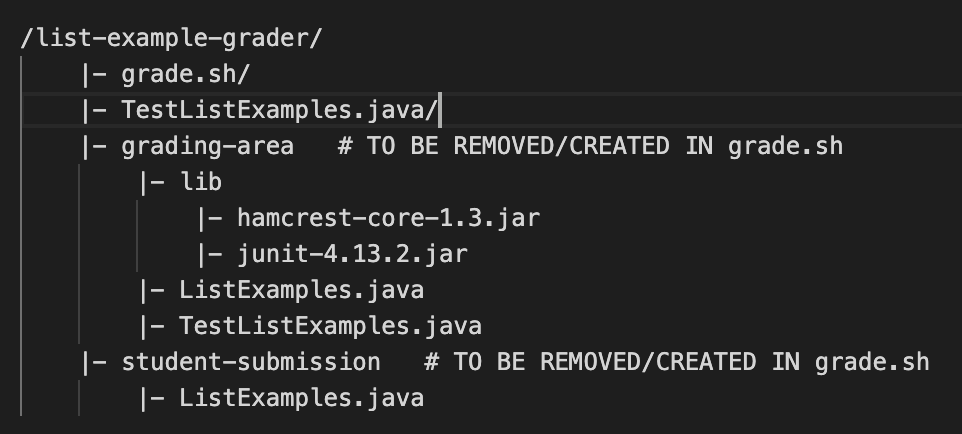 /list-example-grader/
|- grade.sh/
|- TestListExamples.java/
|- grading-area   # TO BE REMOVED/CREATED IN grade.sh
|- lib
|- hamcrest-core-1.3.jar
|- junit-4.13.2.jar
|- ListExamples.java
|- TestListExamples.java
|- student-submission   # TO BE REMOVED/CREATED IN grade.sh
|- ListExamples.java